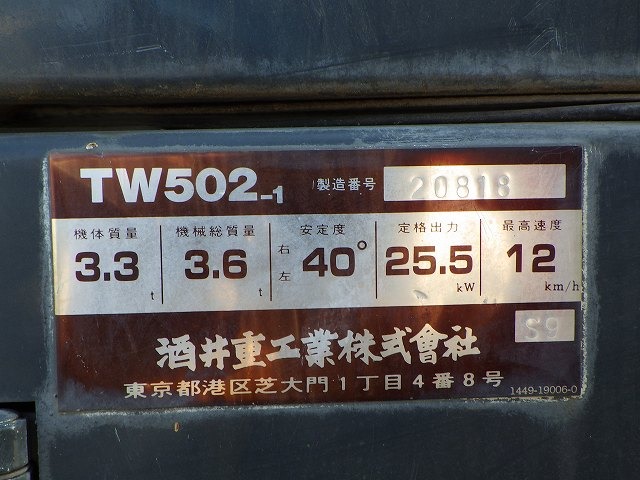 TW502-1 製造番号 20818
機体質量 機械総質量 安定度 定格出力 最高速度
3.3 t 3.6 t 右 左 40° 25.5 kW 12 km/h
S9
酒井重工業株式會社
東京都港区芝大門1丁目4番8号 1449-19006-0